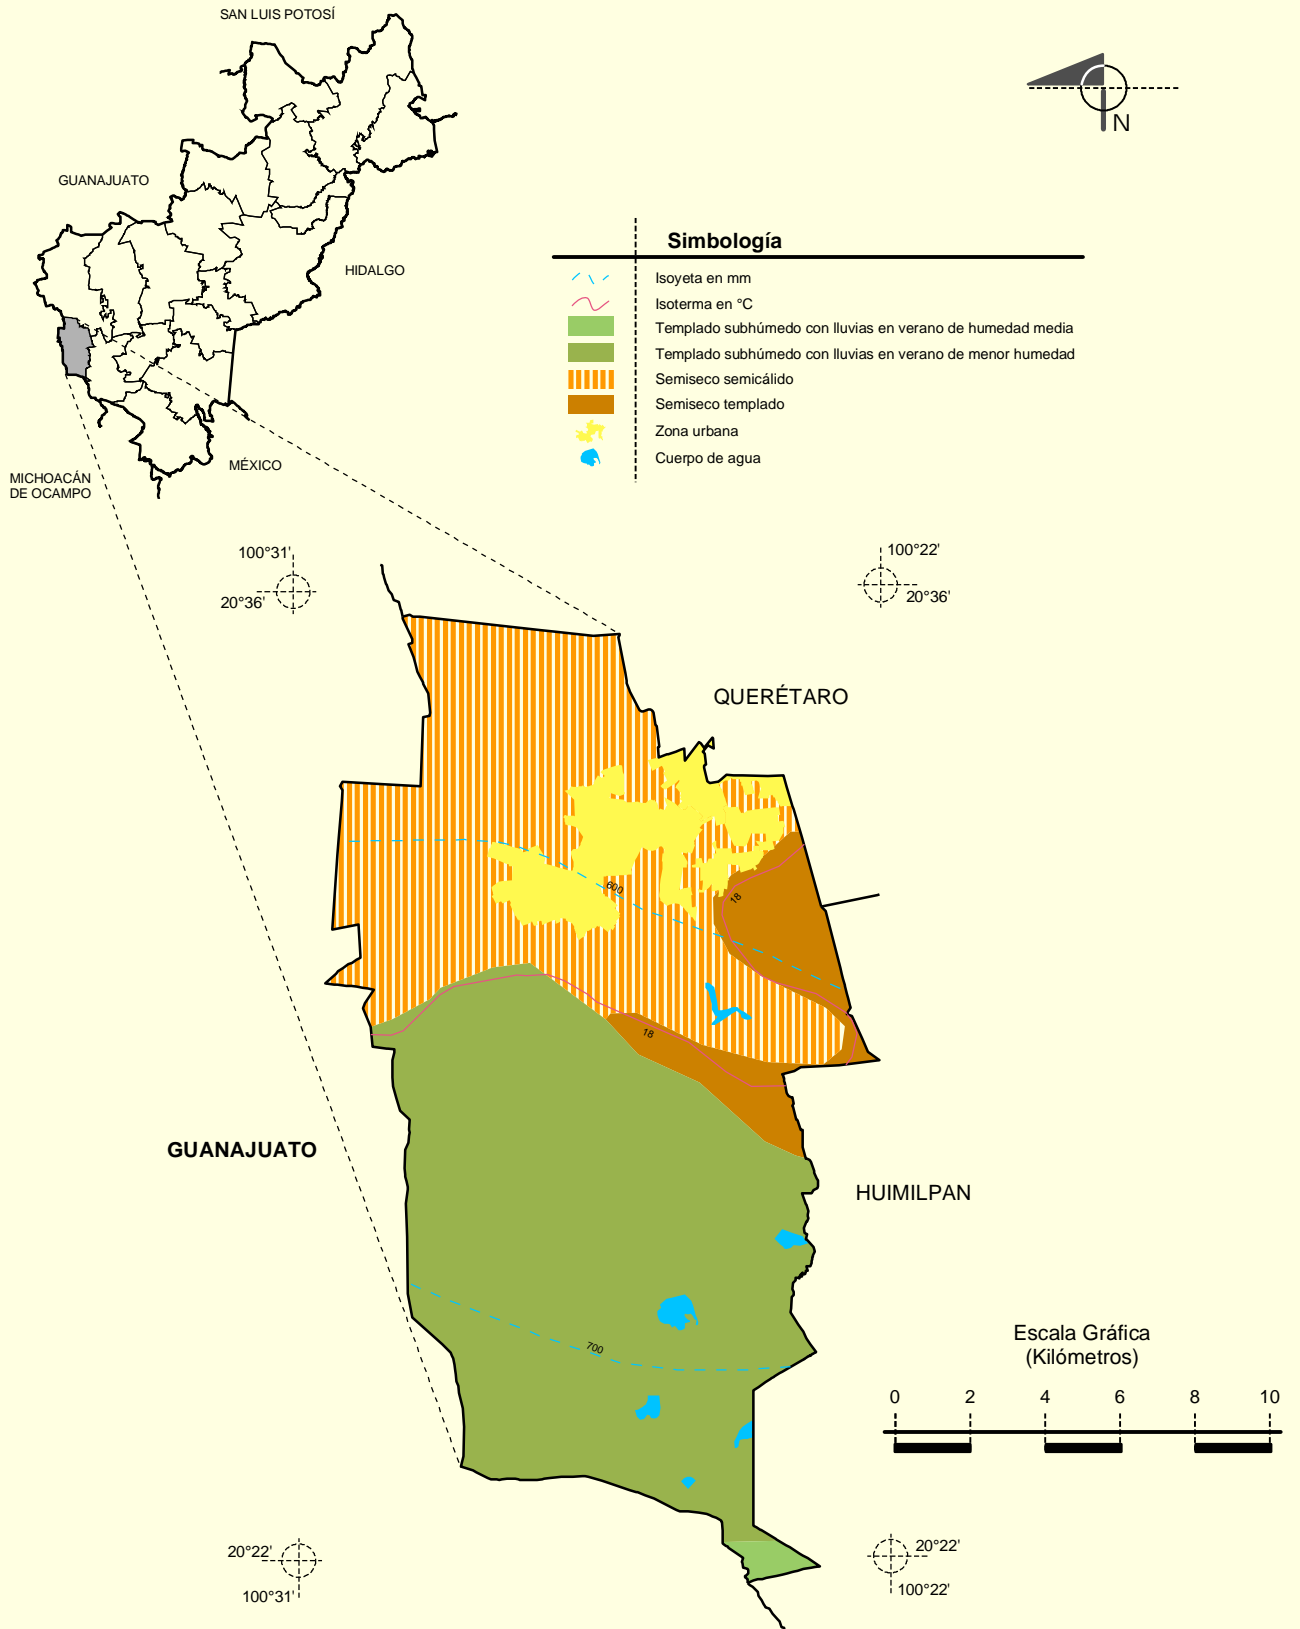 SAN LUIS POTOSÍ
GUANAJUATO
HIDALGO
MÉXICO
MICHOACÁN
DE OCAMPO
N
Simbología
Isoyeta en mm
Isoterma en °C
Templado subhúmedo con lluvias en verano de humedad media
Templado subhúmedo con lluvias en verano de menor humedad
Semiseco semicálido
Semiseco templado
Zona urbana
Cuerpo de agua
100°31'
20°36'
100°22'
20°36'
QUERÉTARO
600
18
18
GUANAJUATO
HUIMILPAN
700
Escala Gráfica
(Kilómetros)
0 2 4 6 8 10
20°22'
100°31'
20°22'
100°22'